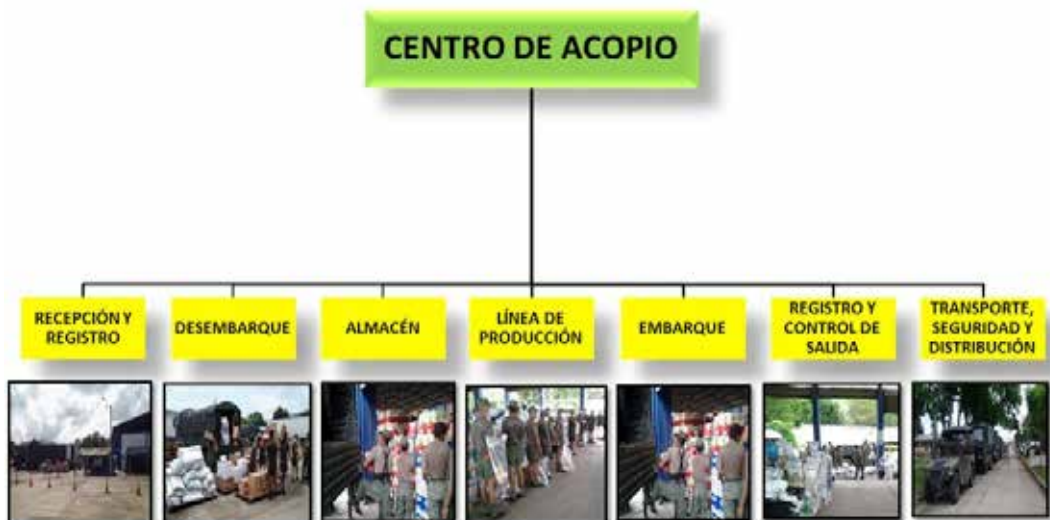 CENTRO DE ACOPIO
RECEPCIÓN Y
REGISTRO
DESEMBARQUE
ALMACÉN
LÍNEA DE
PRODUCCIÓN
EMBARQUE
REGISTRO Y
CONTROL DE
SALIDA
TRANSPORTE,
SEGURIDAD Y
DISTRIBUCIÓN